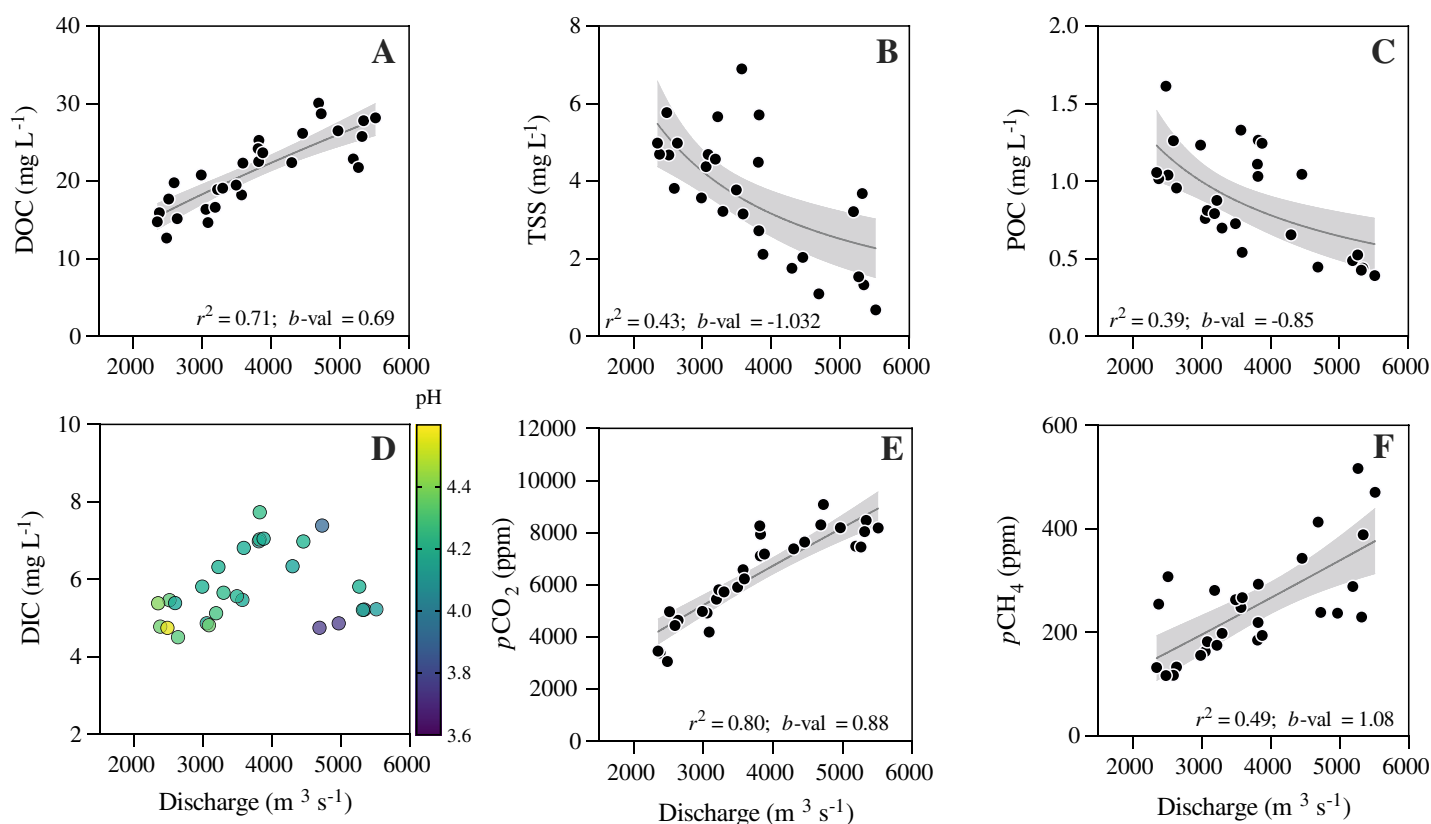 A
DOC (mg L⁻¹)
40
30
20
10
0
r² = 0.71; b-val = 0.69
2000 3000 4000 5000 6000
B
TSS (mg L⁻¹)
8
6
4
2
0
r² = 0.43; b-val = -1.032
2000 3000 4000 5000 6000
C
POC (mg L⁻¹)
2.0
1.5
1.0
0.5
0.0
r² = 0.39; b-val = -0.85
2000 3000 4000 5000 6000
D
DIC (mg L⁻¹)
10
8
6
4
2
2000 3000 4000 5000 6000
Discharge (m ³ s⁻¹)
pH
4.4
4.2
4.0
3.8
3.6
E
pCO₂ (ppm)
12000
10000
8000
6000
4000
2000
0
r² = 0.80; b-val = 0.88
2000 3000 4000 5000 6000
Discharge (m ³ s⁻¹)
F
pCH₄ (ppm)
600
400
200
0
r² = 0.49; b-val = 1.08
2000 3000 4000 5000 6000
Discharge (m ³ s⁻¹)